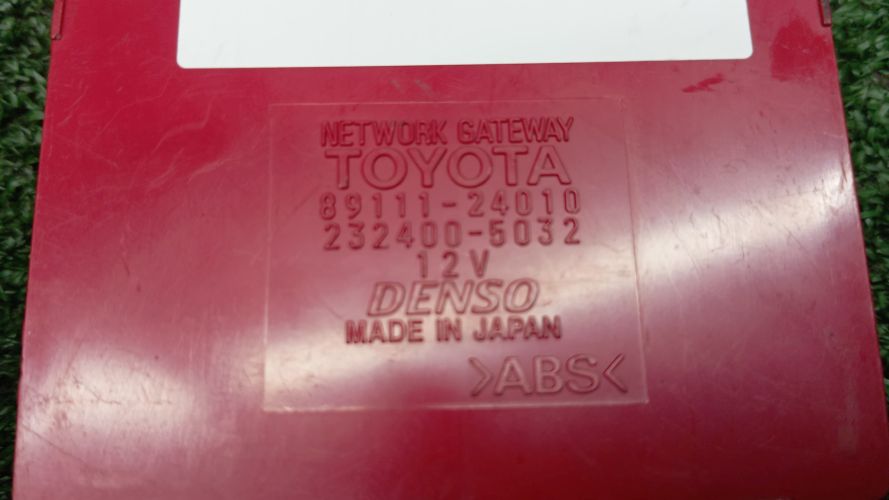 NETWORK GATEWAY
TOYOTA
89111-24010
232400-5032
12V
DENSO
MADE IN JAPAN
>ABS<